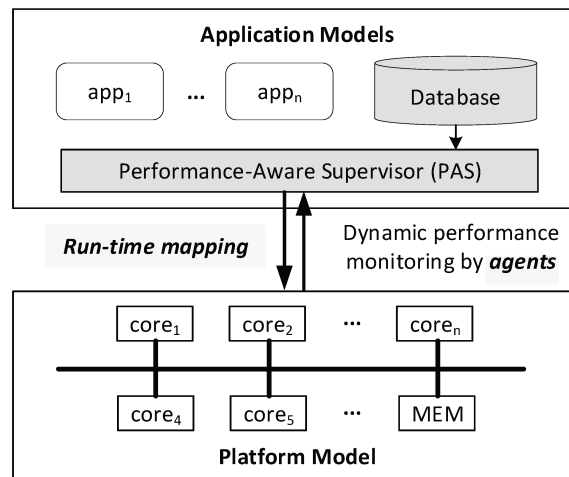 Application Models
app₁ ... appₙ Database
Performance-Aware Supervisor (PAS)
Run-time mapping
Dynamic performance
monitoring by agents
core₁ core₂ ... coreₙ
core₄ core₅ ... MEM
Platform Model